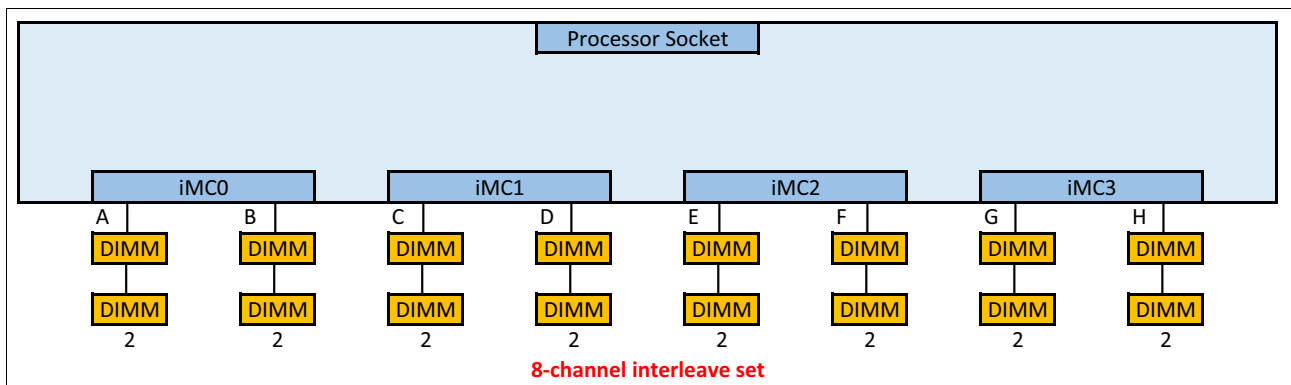 Processor Socket
iMC0 iMC1 iMC2 iMC3
A B C D E F G H
DIMM DIMM DIMM DIMM DIMM DIMM DIMM DIMM
DIMM DIMM DIMM DIMM DIMM DIMM DIMM DIMM
2 2 2 2 2 2 2 2
8-channel interleave set